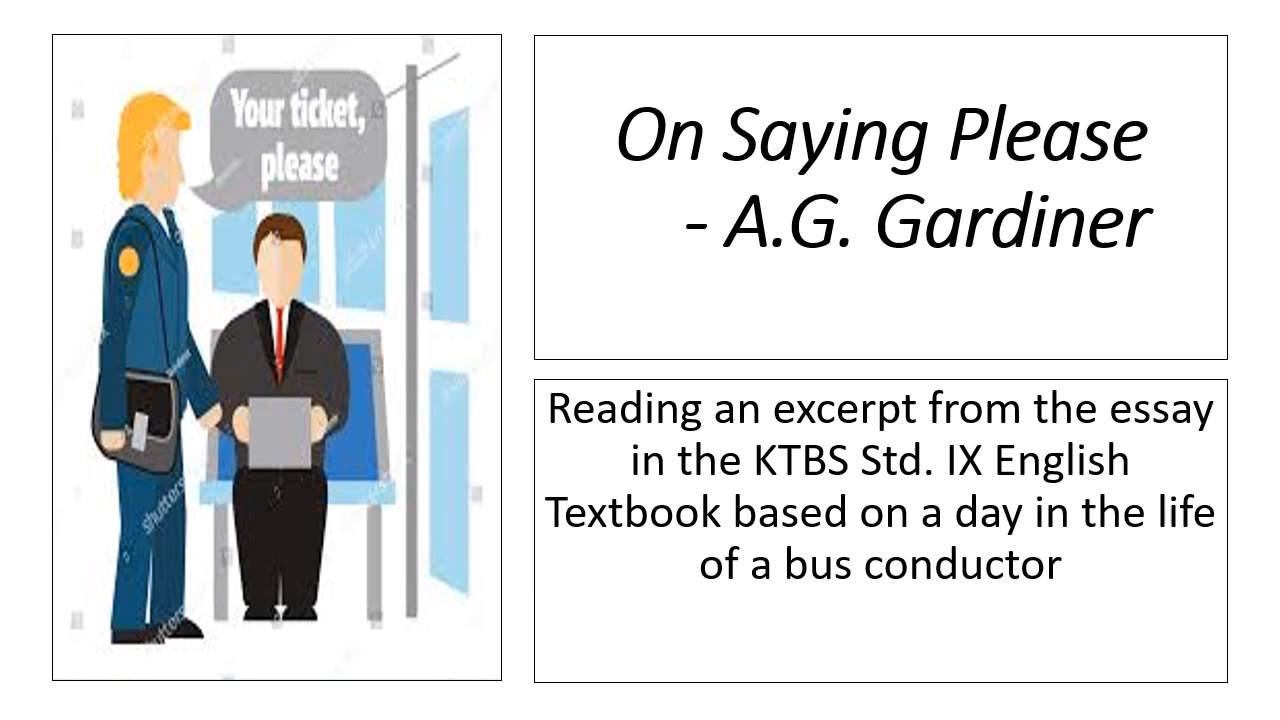 Your ticket,
please
On Saying Please
- A.G. Gardiner
Reading an excerpt from the essay
in the KTBS Std. IX English
Textbook based on a day in the life
of a bus conductor